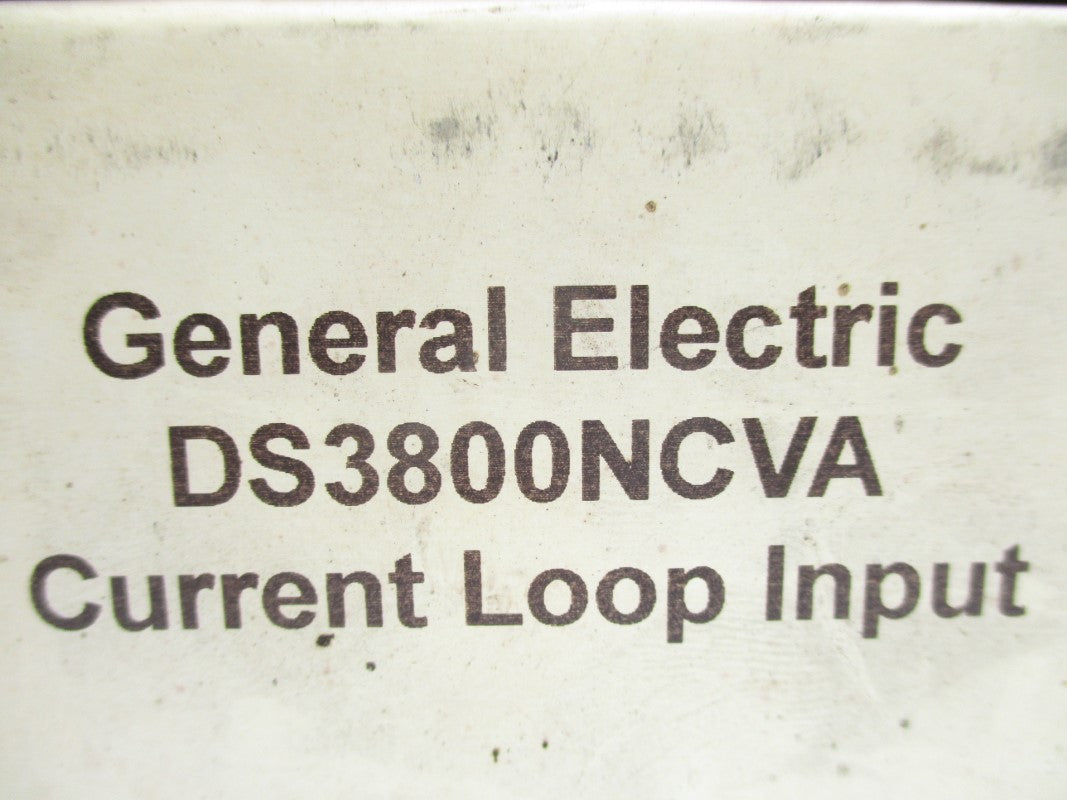 General Electric
DS3800NCVA
Current Loop Input